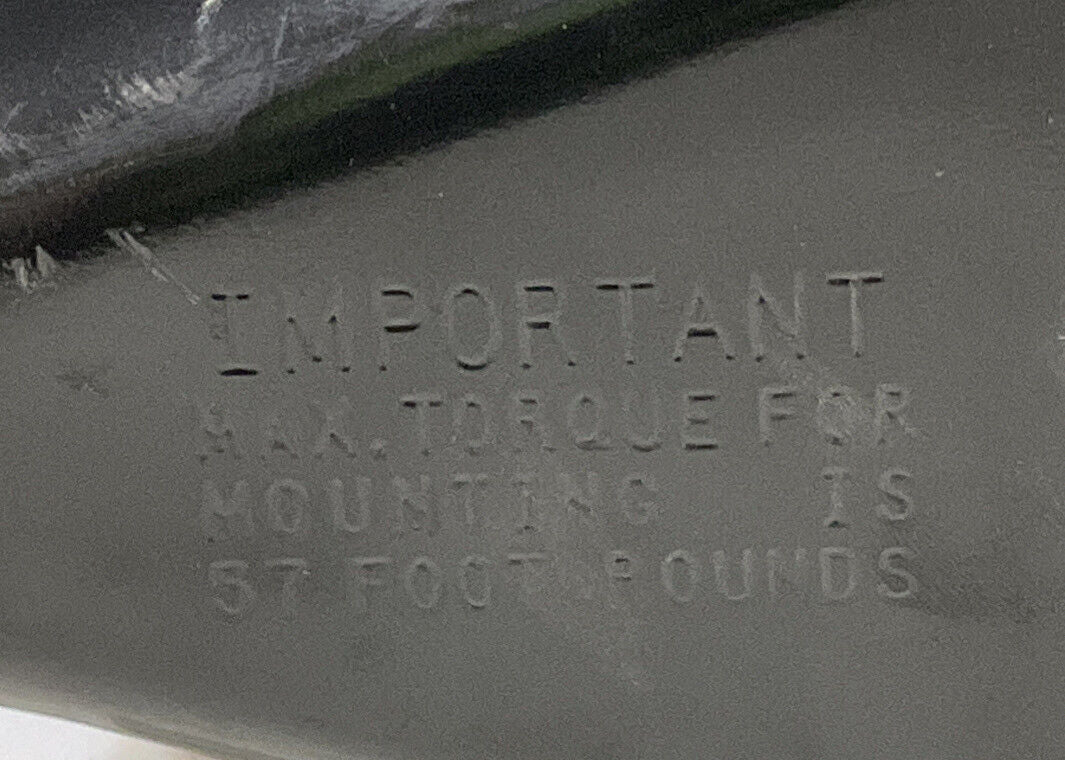 IMPORTANT
MAX. TORQUE FOR
MOUNTING IS
57 FOOT POUNDS